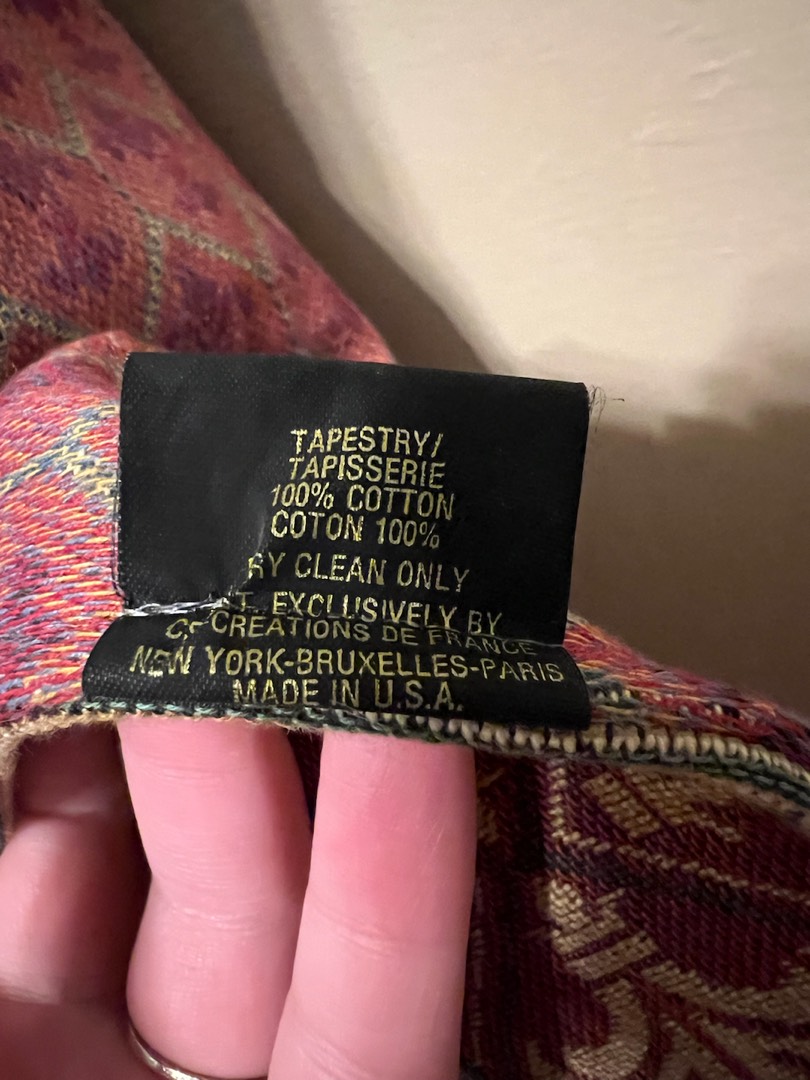 TAPESTRY/
TAPISSERIE
100% COTTON
COTON 100%
RY CLEAN ONLY
T. EXCLUSIVELY BY
CREATIONS DE FRANCE
NEW YORK-BRUXELLES-PARIS
MADE IN U.S.A.